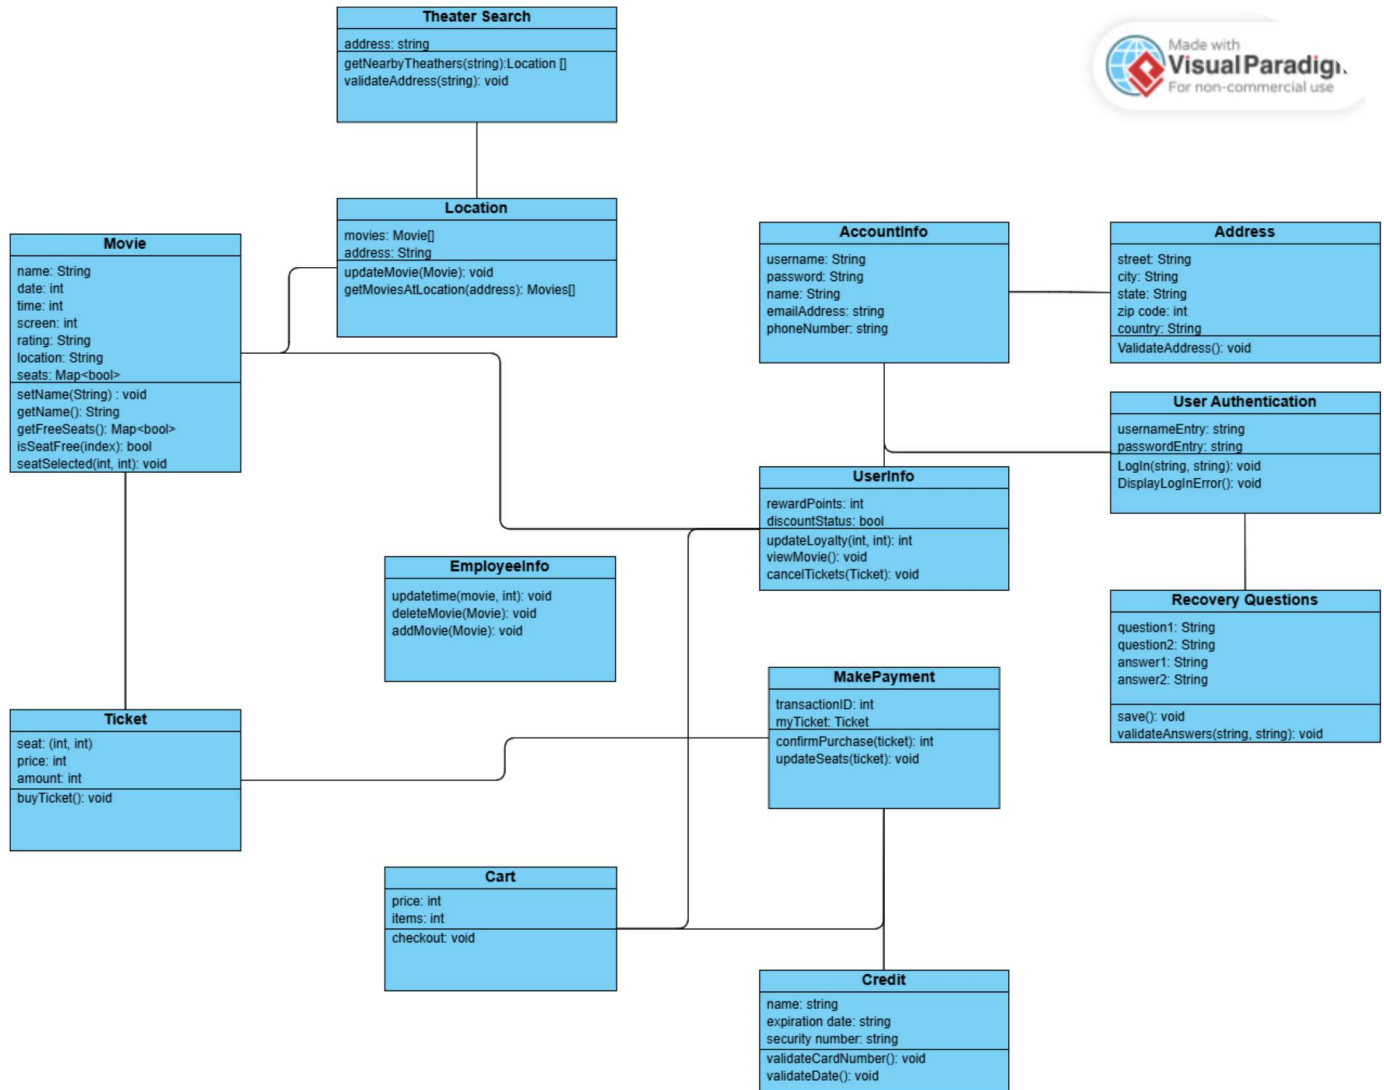 Theater Search
address: string
getNearbyTheathers(string):Location []
validateAddress(string): void
Made with
VisualParadign.
For non-commercial use
Location
movies: Movie[]
address: String
updateMovie(Movie): void
getMoviesAtLocation(address): Movies[]
Movie
name: String
date: int
time: int
screen: int
rating: String
location: String
seats: Map<bool>
setName(String) : void
getName(): String
getFreeSeats(): Map<bool>
isSeatFree(index): bool
seatSelected(int, int): void
AccountInfo
username: String
password: String
name: String
emailAddress: string
phoneNumber: string
Address
street: String
city: String
state: String
zip code: int
country: String
ValidateAddress(): void
User Authentication
usernameEntry: string
passwordEntry: string
LogIn(string, string): void
DisplayLogInError(): void
UserInfo
rewardPoints: int
discountStatus: bool
updateLoyalty(int, int): int
viewMovie(): void
cancelTickets(Ticket): void
EmployeeInfo
updatetime(movie, int): void
deleteMovie(Movie): void
addMovie(Movie): void
Recovery Questions
question1: String
question2: String
answer1: String
answer2: String
save(): void
validateAnswers(string, string): void
MakePayment
transactionID: int
myTicket: Ticket
confirmPurchase(ticket): int
updateSeats(ticket): void
Ticket
seat: (int, int)
price: int
amount: int
buyTicket(): void
Cart
price: int
items: int
checkout: void
Credit
name: string
expiration date: string
security number: string
validateCardNumber(): void
validateDate(): void